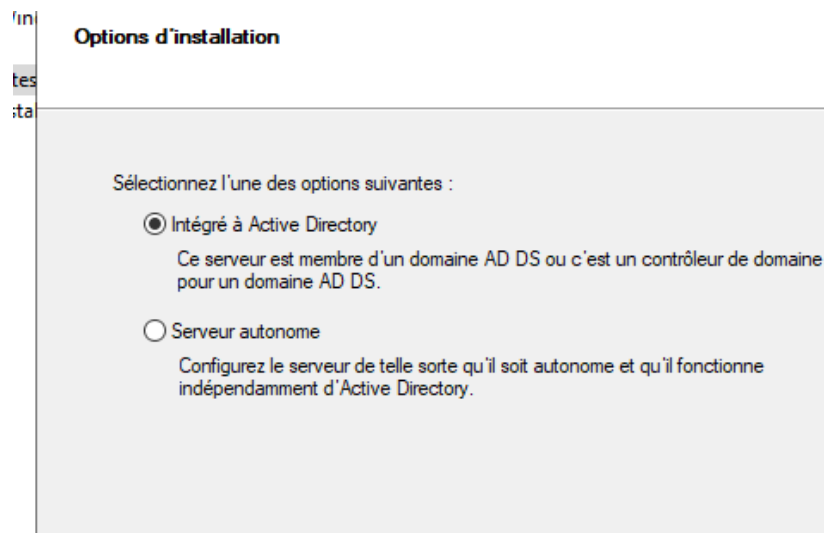 Options d'installation
Sélectionnez l'une des options suivantes :
Intégré à Active Directory
Ce serveur est membre d'un domaine AD DS ou c'est un contrôleur de domaine
pour un domaine AD DS.
Serveur autonome
Configurez le serveur de telle sorte qu'il soit autonome et qu'il fonctionne
indépendamment d'Active Directory.